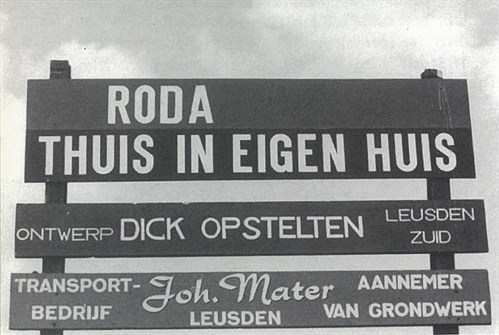 RODA
THUIS IN EIGEN HUIS
ONTWERP DICK OPSTELTEN LEUSDEN ZUID
TRANSPORT-BEDRIJF Joh. Mater LEUSDEN AANNEMER VAN GRONDWERK